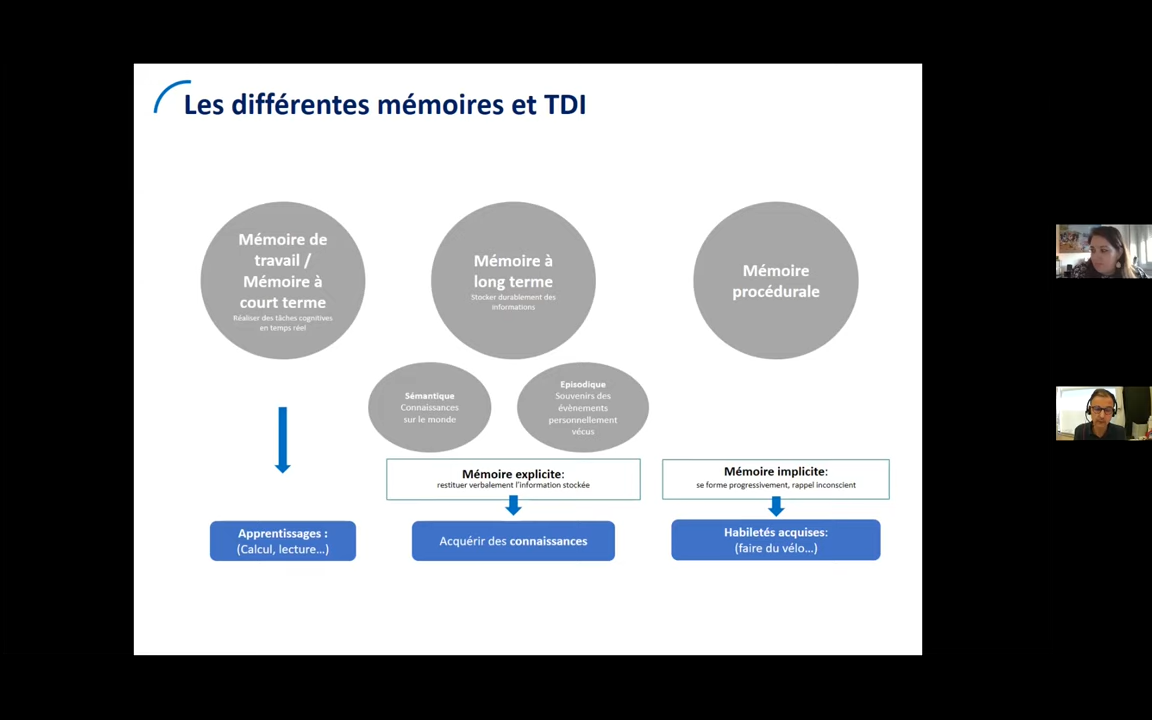 Les différentes mémoires et TDI
Mémoire de
travail /
Mémoire à
court terme
Réaliser des tâches cognitives
en temps réel
Mémoire à
long terme
Stocker durablement des
informations
Mémoire
procédurale
Sémantique
Connaissances
sur le monde
Episodique
Souvenirs des
évènements
personnellement
vécus
Mémoire explicite:
restituer verbalement l'information stockée
Mémoire implicite:
se forme progressivement, rappel inconscient
Apprentissages :
(Calcul, lecture...)
Acquérir des connaissances
Habiletés acquises:
(faire du vélo...)